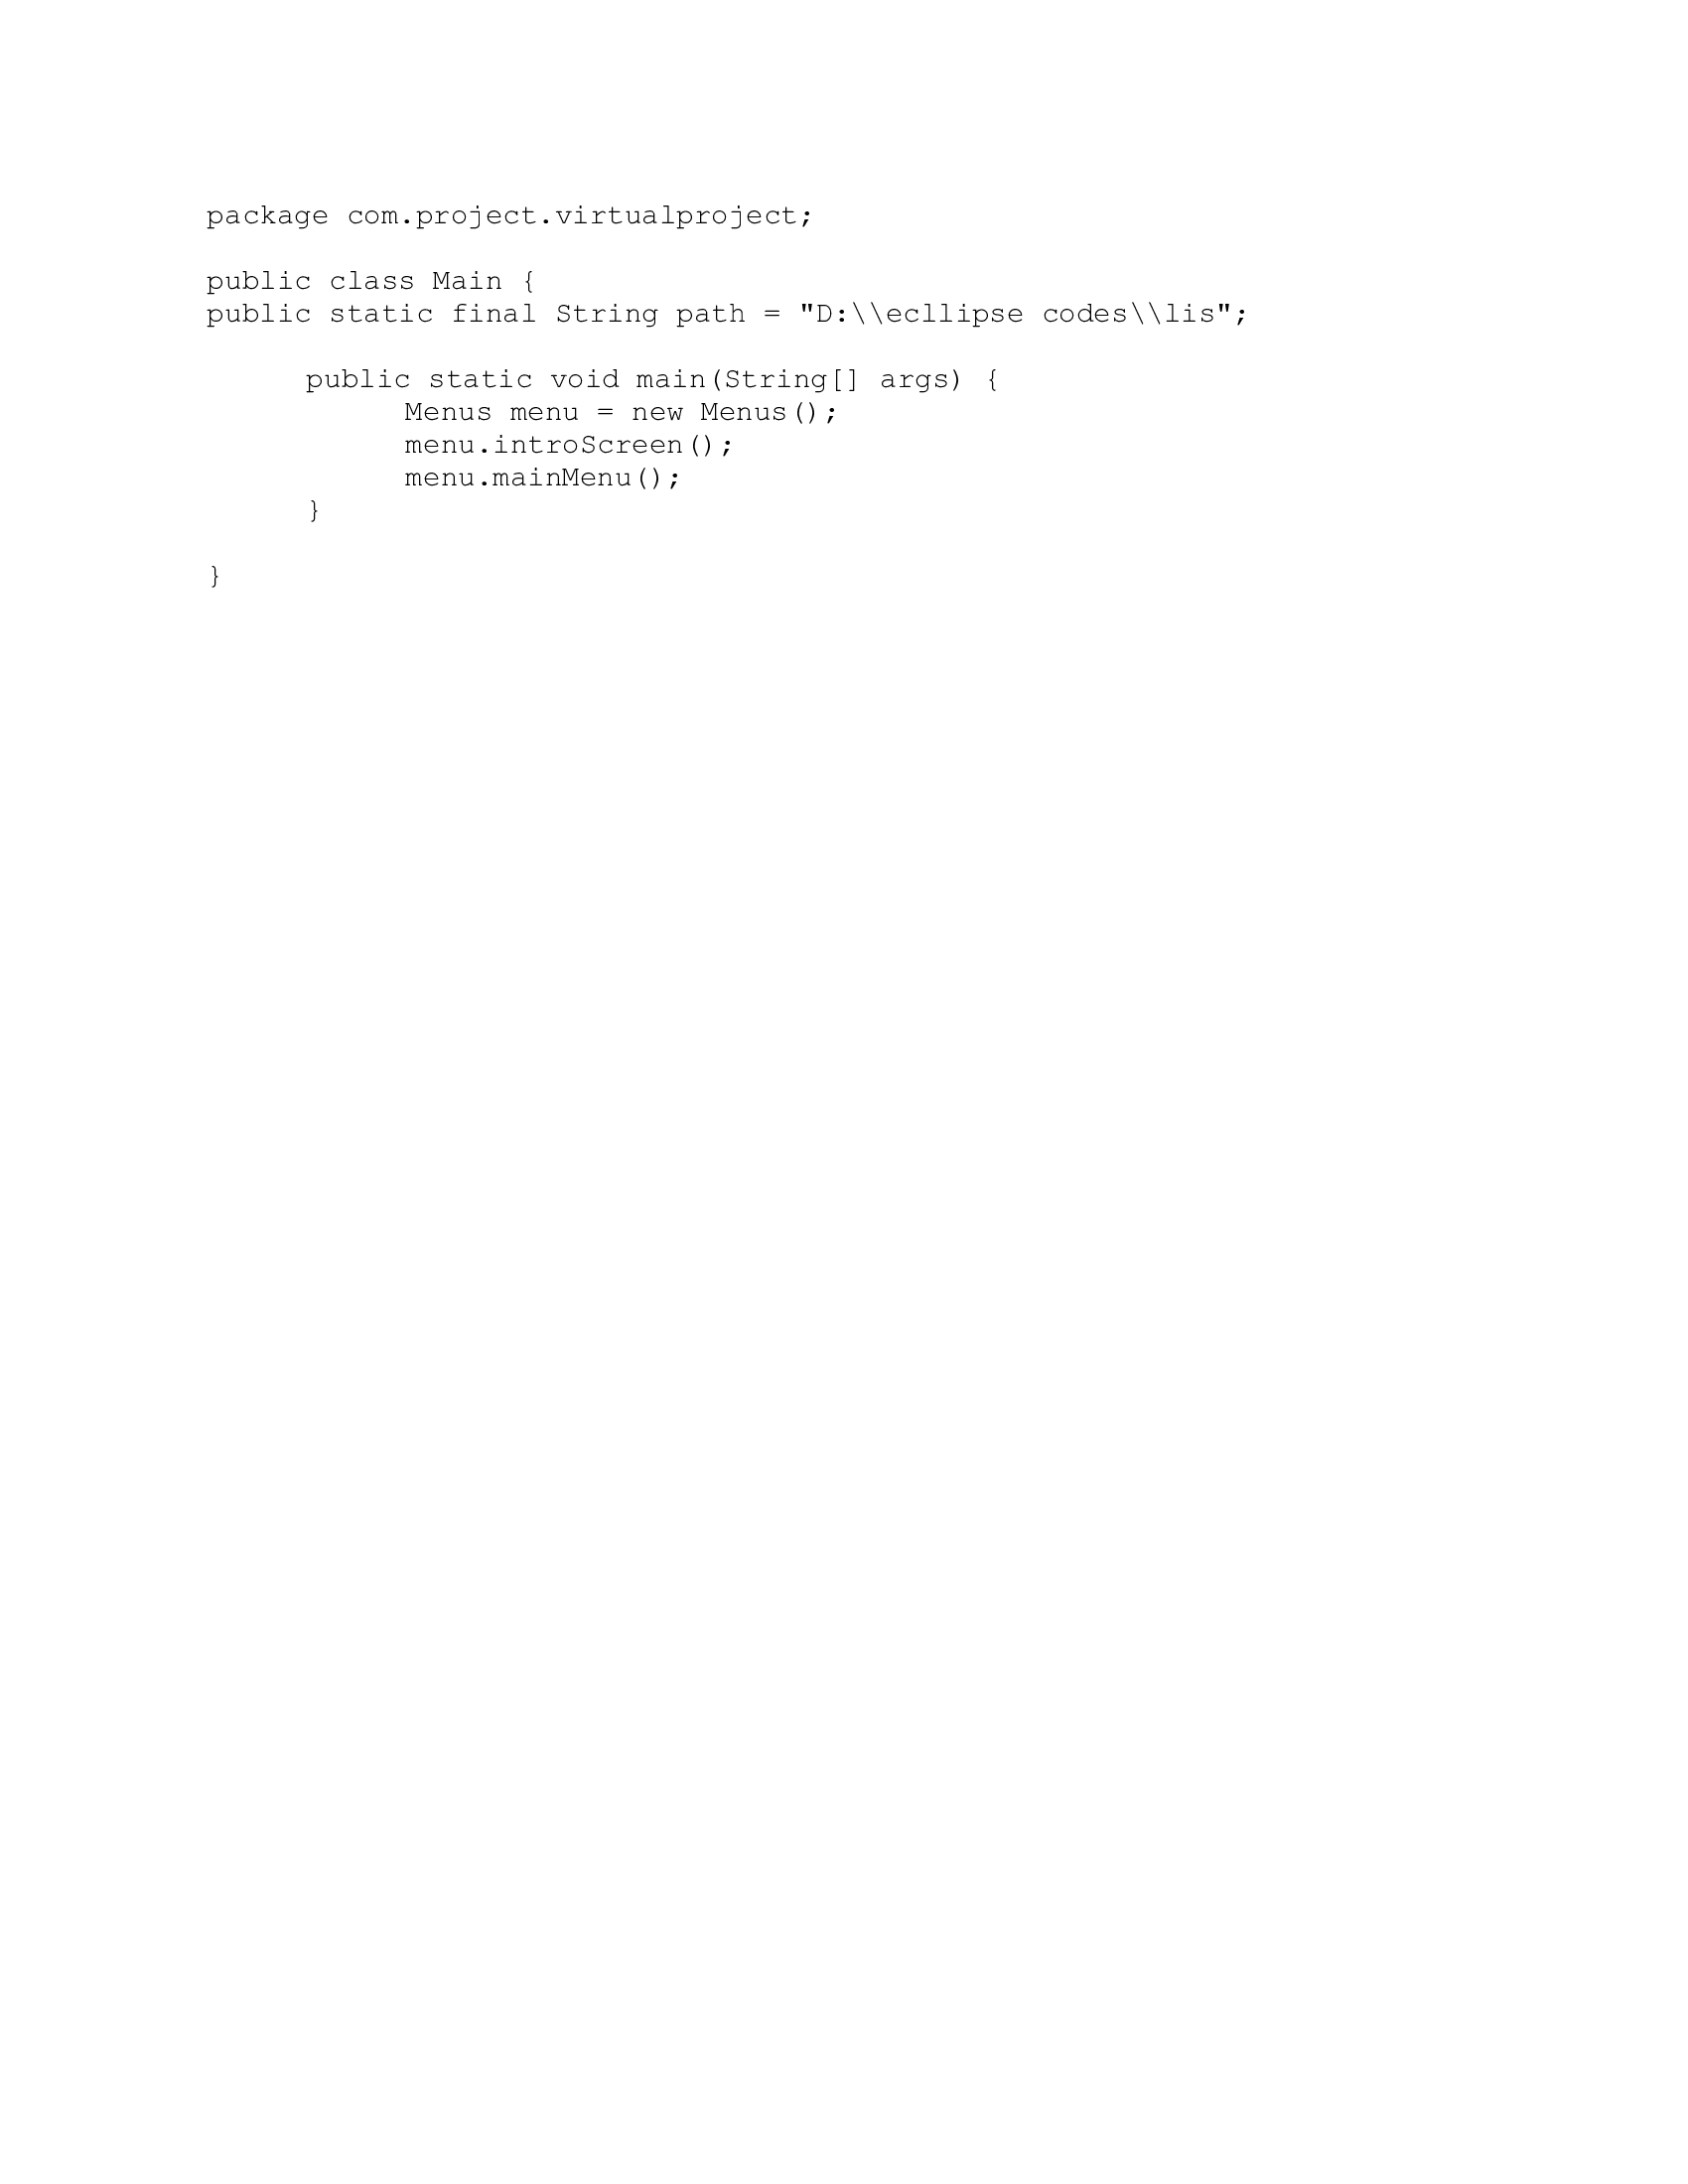 package com.project.virtualproject;
public class Main {
public static final String path = "D:\\ecllipse codes\\lis";
public static void main(String[] args) {
Menus menu = new Menus();
menu.introScreen();
menu.mainMenu();
}
}